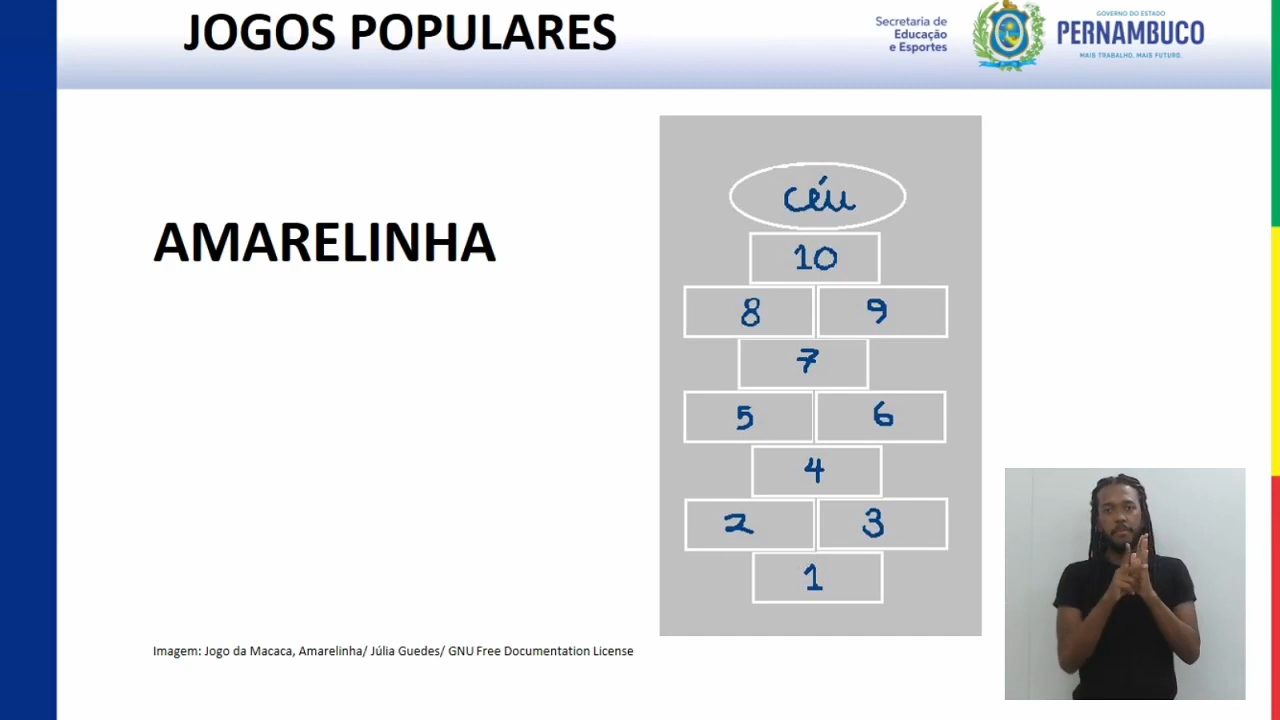 JOGOS POPULARES
Secretaria de
Educação
e Esportes
GOVERNO DO ESTADO
PERNAMBUCO
MAIS TRABALHO, MAIS FUTURO.
AMARELINHA
céu
10
8 9
7
5 6
4
2 3
1
Imagem: Jogo da Macaca, Amarelinha/ Júlia Guedes/ GNU Free Documentation License